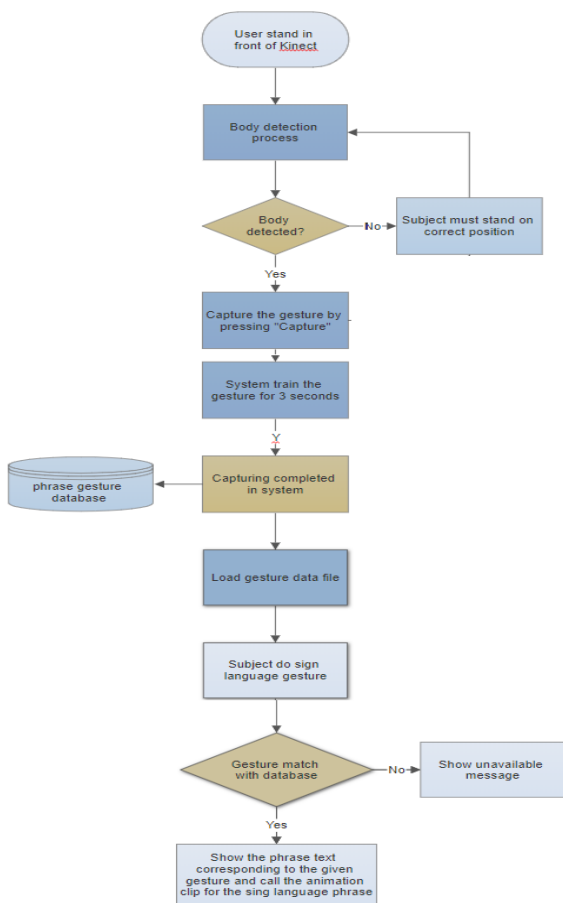 User stand in
front of Kinect
Body detection
process
Body
detected?
No
Subject must stand on
correct position
Yes
Capture the gesture by
pressing "Capture"
System train the
gesture for 3 seconds
Y
phrase gesture
database
Capturing completed
in system
Load gesture data file
Subject do sign
language gesture
Gesture match
with database
No
Show unavailable
message
Yes
Show the phrase text
corresponding to the given
gesture and call the animation
clip for the sing language phrase